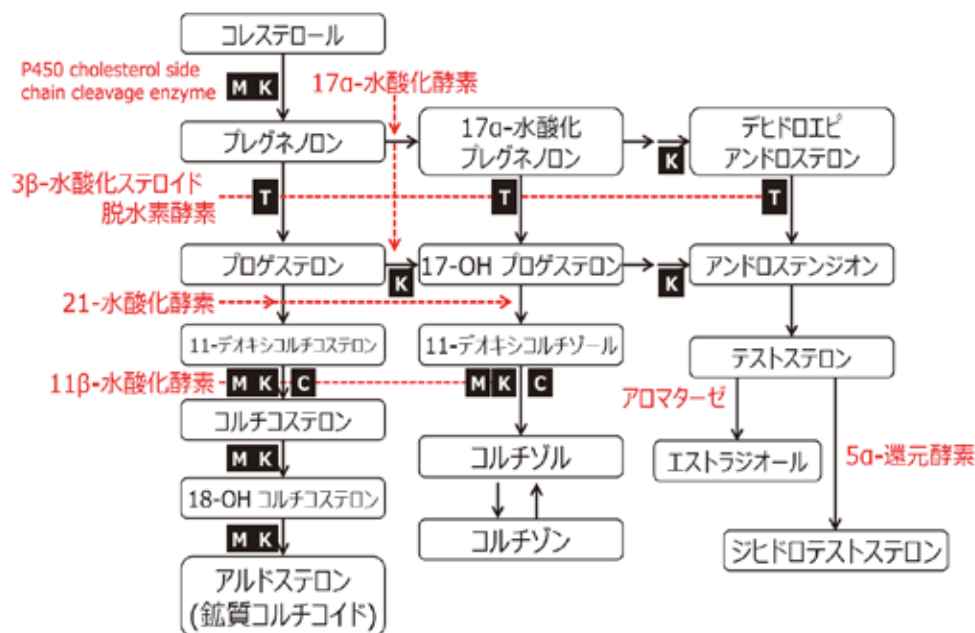 コレステロール
P450 cholesterol side
chain cleavage enzyme
M K
17α-水酸化酵素
プレグネノロン
17α-水酸化
プレグネノロン
デヒドロエピ
アンドロステロン
K
3β-水酸化ステロイド
脱水素酵素
T
T
T
プロゲステロン
K
17-OH プロゲステロン
K
アンドロステンジオン
21-水酸化酵素
11-デオキシコルチコステロン
11-デオキシコルチゾール
テストステロン
11β-水酸化酵素
M K C
M K C
アロマターゼ
コルチコステロン
コルチゾル
エストラジオール
5α-還元酵素
M K
18-OH コルチコステロン
コルチゾン
ジヒドロテストステロン
M K
アルドステロン
(鉱質コルチコイド)